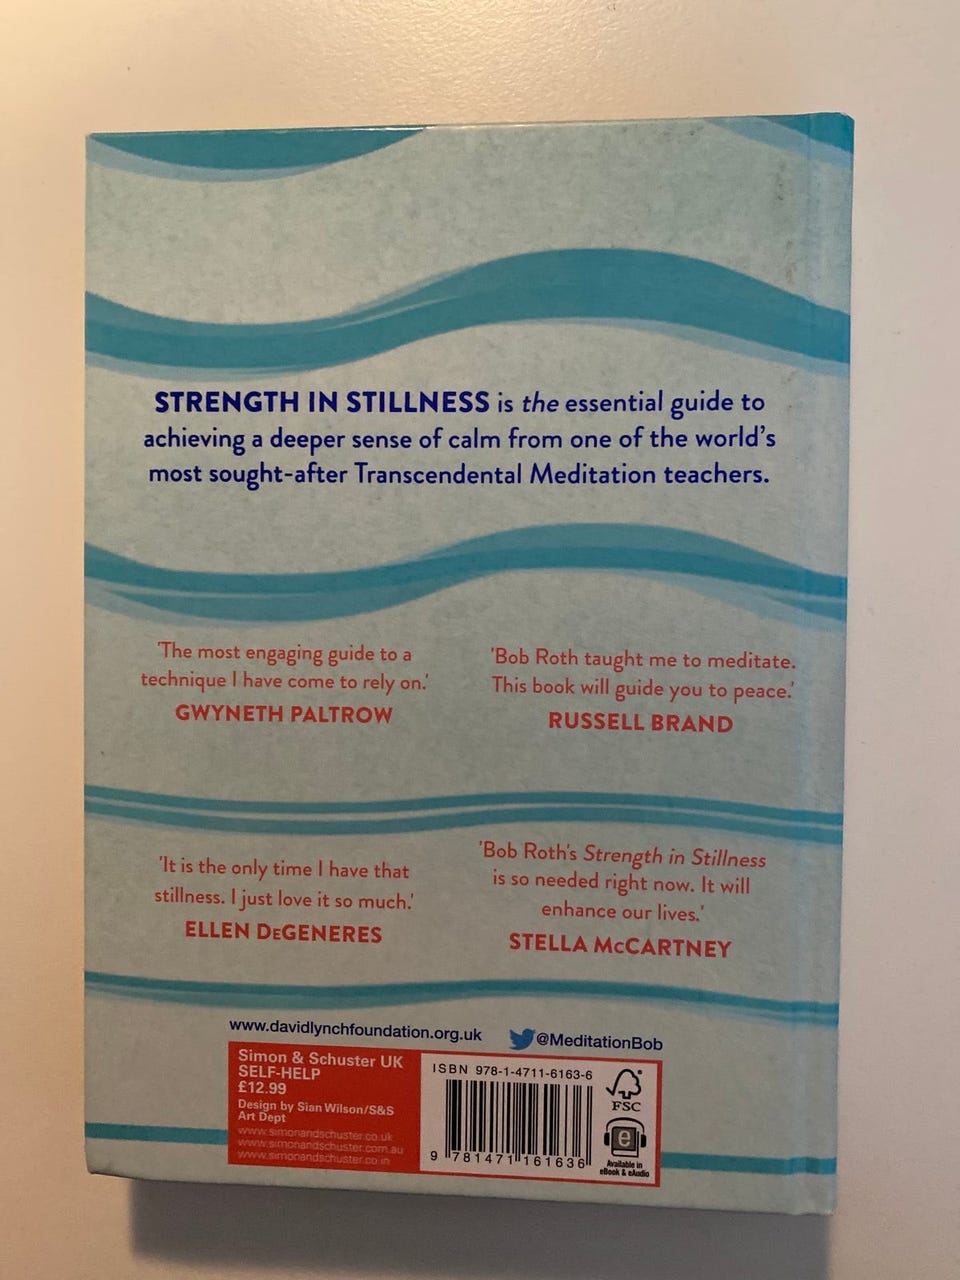 STRENGTH IN STILLNESS is the essential guide to
achieving a deeper sense of calm from one of the world's
most sought-after Transcendental Meditation teachers.
'The most engaging guide to a
technique I have come to rely on.'
GWYNETH PALTROW
'Bob Roth taught me to meditate.
This book will guide you to peace.'
RUSSELL BRAND
'It is the only time I have that
stillness. I just love it so much.'
ELLEN DEGENERES
'Bob Roth's Strength in Stillness
is so needed right now. It will
enhance our lives.'
STELLA McCARTNEY
www.davidlynchfoundation.org.uk
@MeditationBob
Simon & Schuster UK
SELF-HELP
£12.99
Design by Sian Wilson/S&S
Art Dept
www.simonandschuster.co.uk
www.simonandschuster.com.au
www.simonandschuster.co.in
ISBN 978-1-4711-6163-6
9 781471 161636
FSC
e
Available in
eBook & eAudio